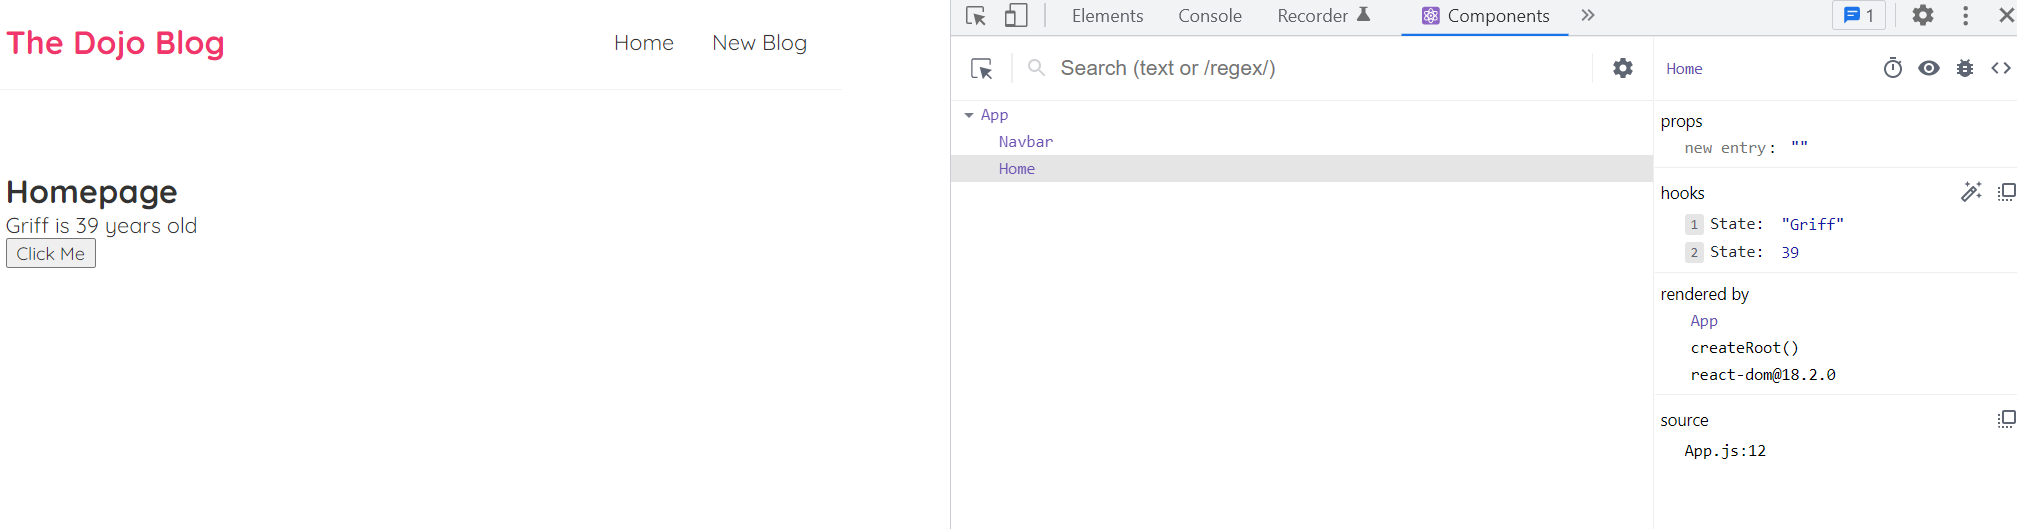 The Dojo Blog
Home New Blog
Homepage
Griff is 39 years old
Click Me
Elements Console Recorder Components 1
Search (text or /regex/)
App
Navbar
Home
Home
props
new entry: ""
hooks
1 State: "Griff"
2 State: 39
rendered by
App
createRoot()
react-dom@18.2.0
source
App.js:12